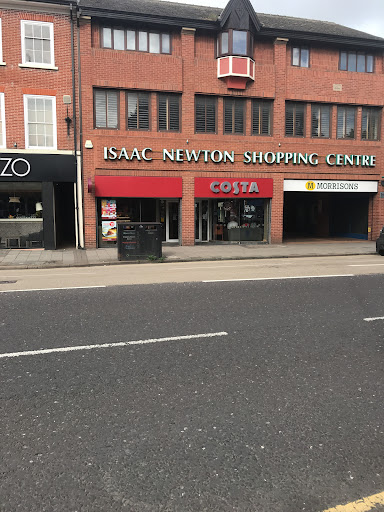 ISAAC NEWTON SHOPPING CENTRE
ZO
COSTA
M MORRISONS